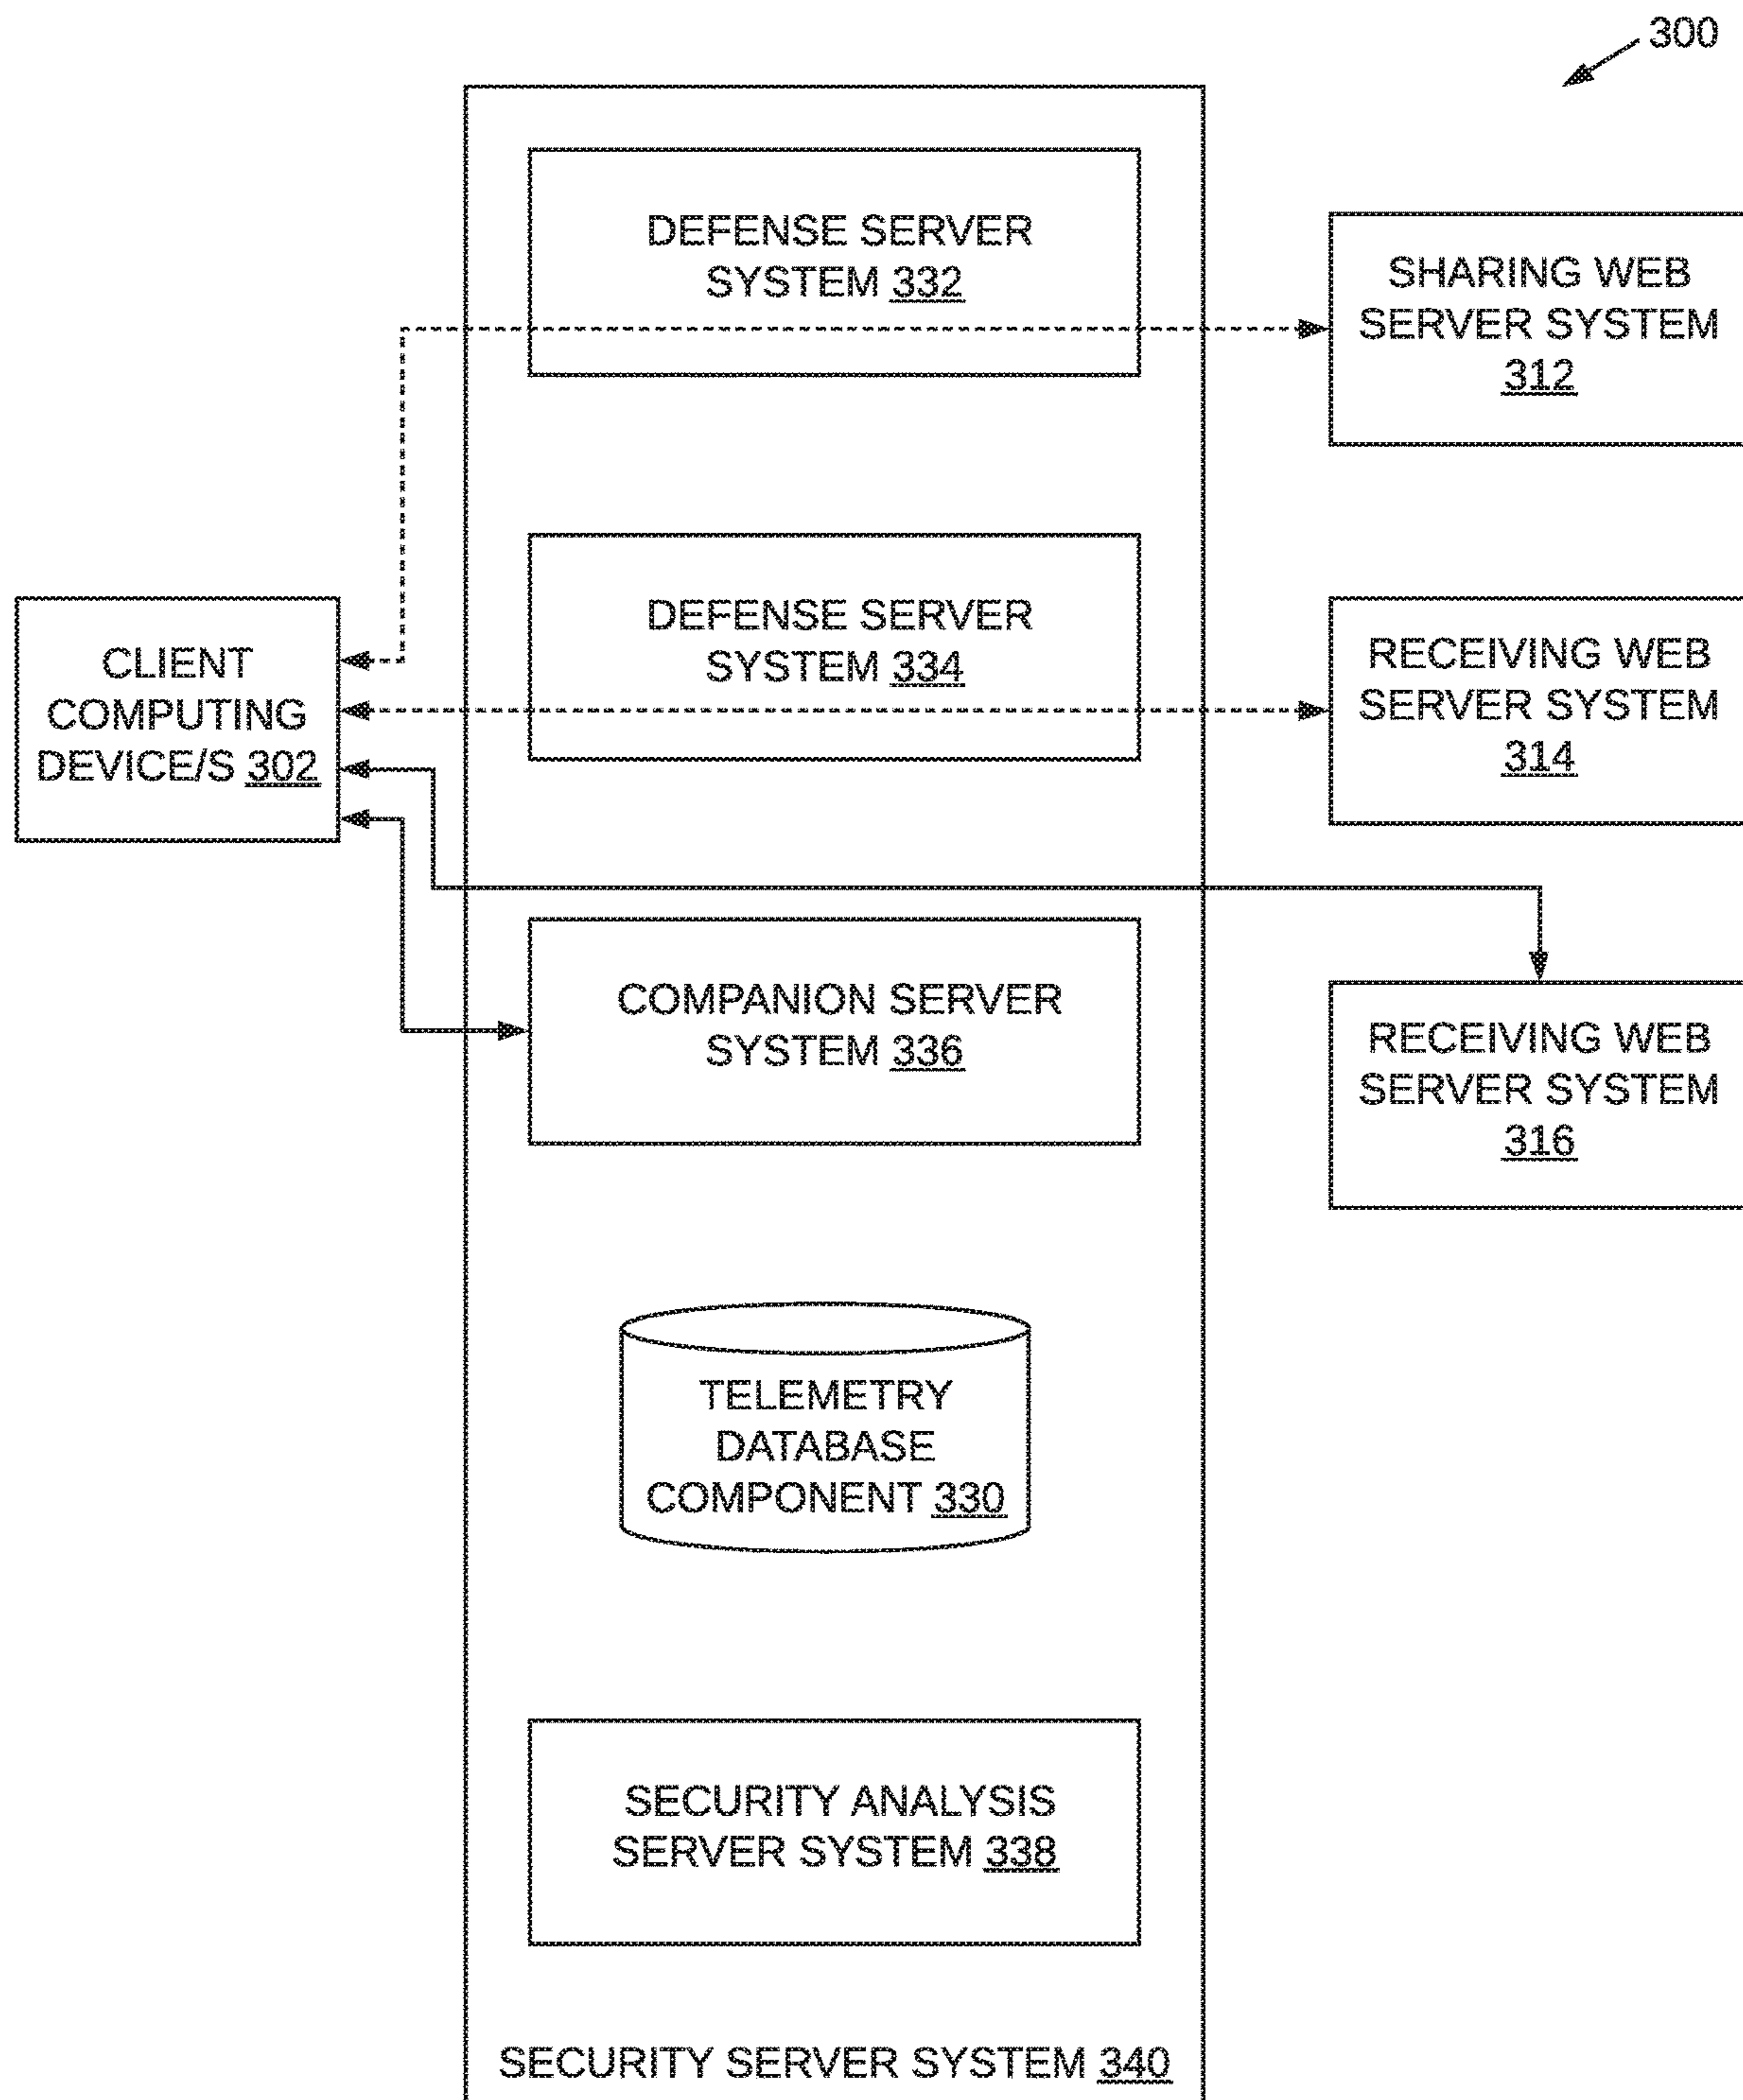 300
DEFENSE SERVER
SYSTEM 332
SHARING WEB
SERVER SYSTEM
312
DEFENSE SERVER
SYSTEM 334
CLIENT
COMPUTING
DEVICE/S 302
RECEIVING WEB
SERVER SYSTEM
314
COMPANION SERVER
SYSTEM 336
RECEIVING WEB
SERVER SYSTEM
316
TELEMETRY
DATABASE
COMPONENT 330
SECURITY ANALYSIS
SERVER SYSTEM 338
SECURITY SERVER SYSTEM 340